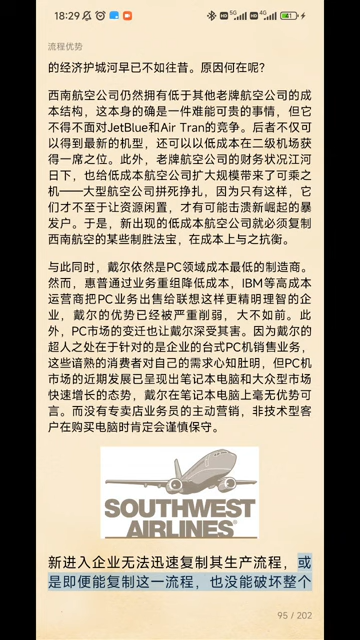 18:29
5G
4G
41
流程优势
的经济护城河早已不如往昔。原因何在呢?
西南航空公司仍然拥有低于其他老牌航空公司的成
本结构,这本身的确是一件难能可贵的事情,但它
不得不面对JetBlue和Air Tran的竞争。后者不仅可
以得到最新的机型,还可以以低成本在二级机场获
得一席之位。此外,老牌航空公司的财务状况江河
日下,也给低成本航空公司扩大规模带来了可乘之
机——大型航空公司拼死挣扎,因为只有这样,它
们才不至于让资源闲置,才有可能击溃新崛起的暴
发户。于是,新出现的低成本航空公司就必须复制
西南航空的某些制胜法宝,在成本上与之抗衡。
与此同时,戴尔依然是PC领域成本最低的制造商。
然而,惠普通过业务重组降低成本,IBM等高成本
运营商把PC业务出售给联想这样更精明理智的企
业,戴尔的优势已经被严重削弱,大不如前。此
外,PC市场的变迁也让戴尔深受其害。因为戴尔的
超人之处在于针对的是企业的台式PC机销售业务,
这些谙熟的消费者对自己的需求心知肚明,但PC机
市场的近期发展已呈现出笔记本电脑和大众型市场
快速增长的态势,戴尔在笔记本电脑上毫无优势可
言。而没有专卖店业务员的主动营销,非技术型客
户在购买电脑时肯定会谨慎保守。
SOUTHWEST
AIRLINES
新进入企业无法迅速复制其生产流程,或
是即便能复制这一流程,也没能破坏整个
95 / 202